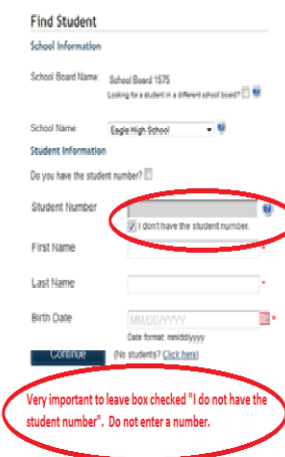 Find Student
School Information
School Board Name: School Board 1575
Looking for a student in a different school board?
School Name: Eagle High School
Student Information
Do you have the student number?
Student Number
I don't have the student number.
First Name *
Last Name *
Birth Date MM/DD/YYYY *
Date format: mm/dd/yyyy
Continue (No students? Click here)
Very important to leave box checked "I do not have the
student number". Do not enter a number.